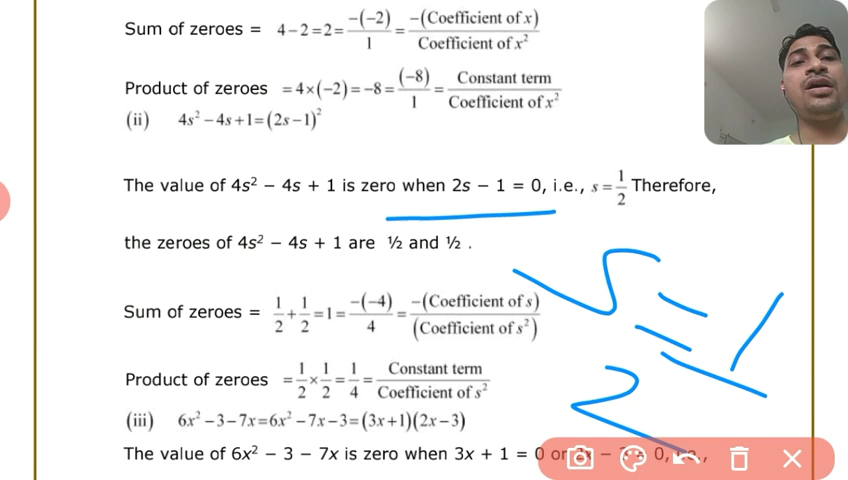 Sum of zeroes = 4 − 2 = 2 = −(−2)/1 = −(Coefficient of x)/Coefficient of x²
Product of zeroes = 4×(−2) = −8 = (−8)/1 = Constant term/Coefficient of x²
(ii) 4s² − 4s + 1 = (2s − 1)²
The value of 4s² − 4s + 1 is zero when 2s − 1 = 0, i.e., s = 1/2 Therefore,
the zeroes of 4s² − 4s + 1 are ½ and ½ .
Sum of zeroes = 1/2 + 1/2 = 1 = −(−4)/4 = −(Coefficient of s)/(Coefficient of s²)
Product of zeroes = 1/2 × 1/2 = 1/4 = Constant term/Coefficient of s²
(iii) 6x² − 3 − 7x = 6x² − 7x − 3 = (3x + 1)(2x − 3)
The value of 6x² − 3 − 7x is zero when 3x + 1 = 0 or